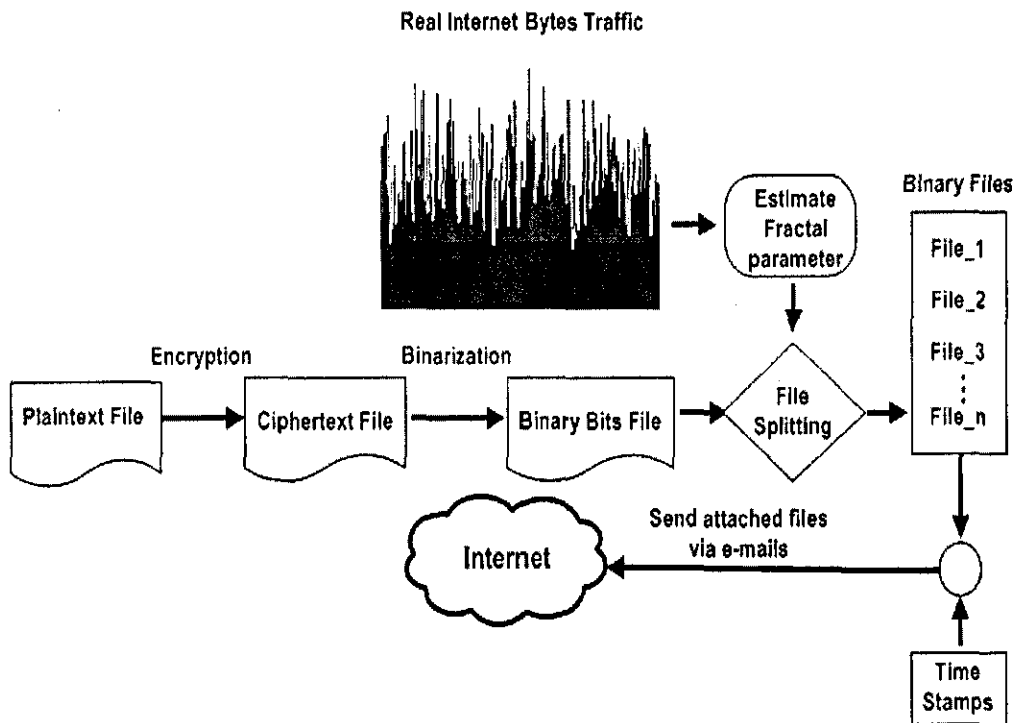 Real Internet Bytes Traffic
Estimate
Fractal
parameter
Binary Files
File_1
File_2
File_3
File_n
Encryption
Binarization
Plaintext File
Ciphertext File
Binary Bits File
File
Splitting
Send attached files
via e-mails
Internet
Time
Stamps